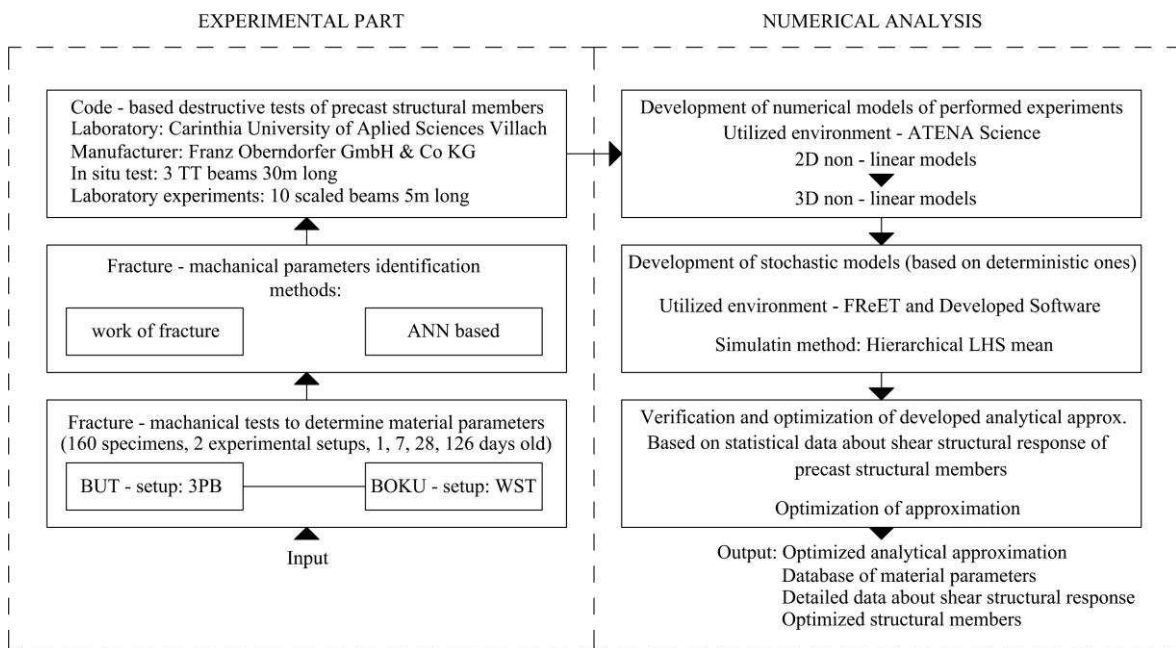 EXPERIMENTAL PART
Code - based destructive tests of precast structural members
Laboratory: Carinthia University of Aplied Sciences Villach
Manufacturer: Franz Oberndorfer GmbH & Co KG
In situ test: 3 TT beams 30m long
Laboratory experiments: 10 scaled beams 5m long
Fracture - machanical parameters identification
methods:
work of fracture
ANN based
Fracture - machanical tests to determine material parameters
(160 specimens, 2 experimental setups, 1, 7, 28, 126 days old)
BUT - setup: 3PB
BOKU - setup: WST
Input
NUMERICAL ANALYSIS
Development of numerical models of performed experiments
Utilized environment - ATENA Science
2D non - linear models
3D non - linear models
Development of stochastic models (based on deterministic ones)
Utilized environment - FReET and Developed Software
Simulatin method: Hierarchical LHS mean
Verification and optimization of developed analytical approx.
Based on statistical data about shear structural response of
precast structural members
Optimization of approximation
Output: Optimized analytical approximation
Database of material parameters
Detailed data about shear structural response
Optimized structural members